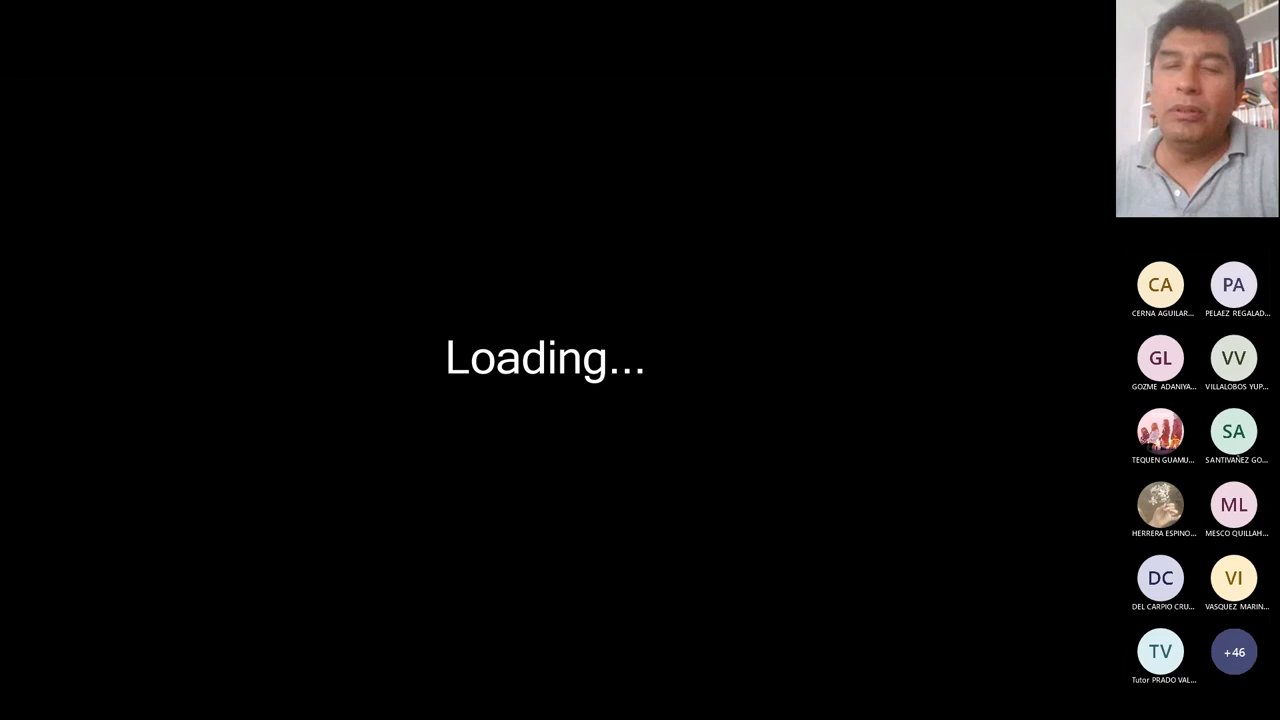 Loading...
CA PA
CERNA AGUILAR... PELAEZ REGALAD...
GL VV
GOZME ADANIYA... VILLALOBOS YUP...
SA
TEQUEN GUAMU... SANTIVAÑEZ GO...
ML
HERRERA ESPINO... MESCO QUILLAH...
DC VI
DEL CARPIO CRU... VASQUEZ MARIN...
TV +46
Tutor PRADO VAL...